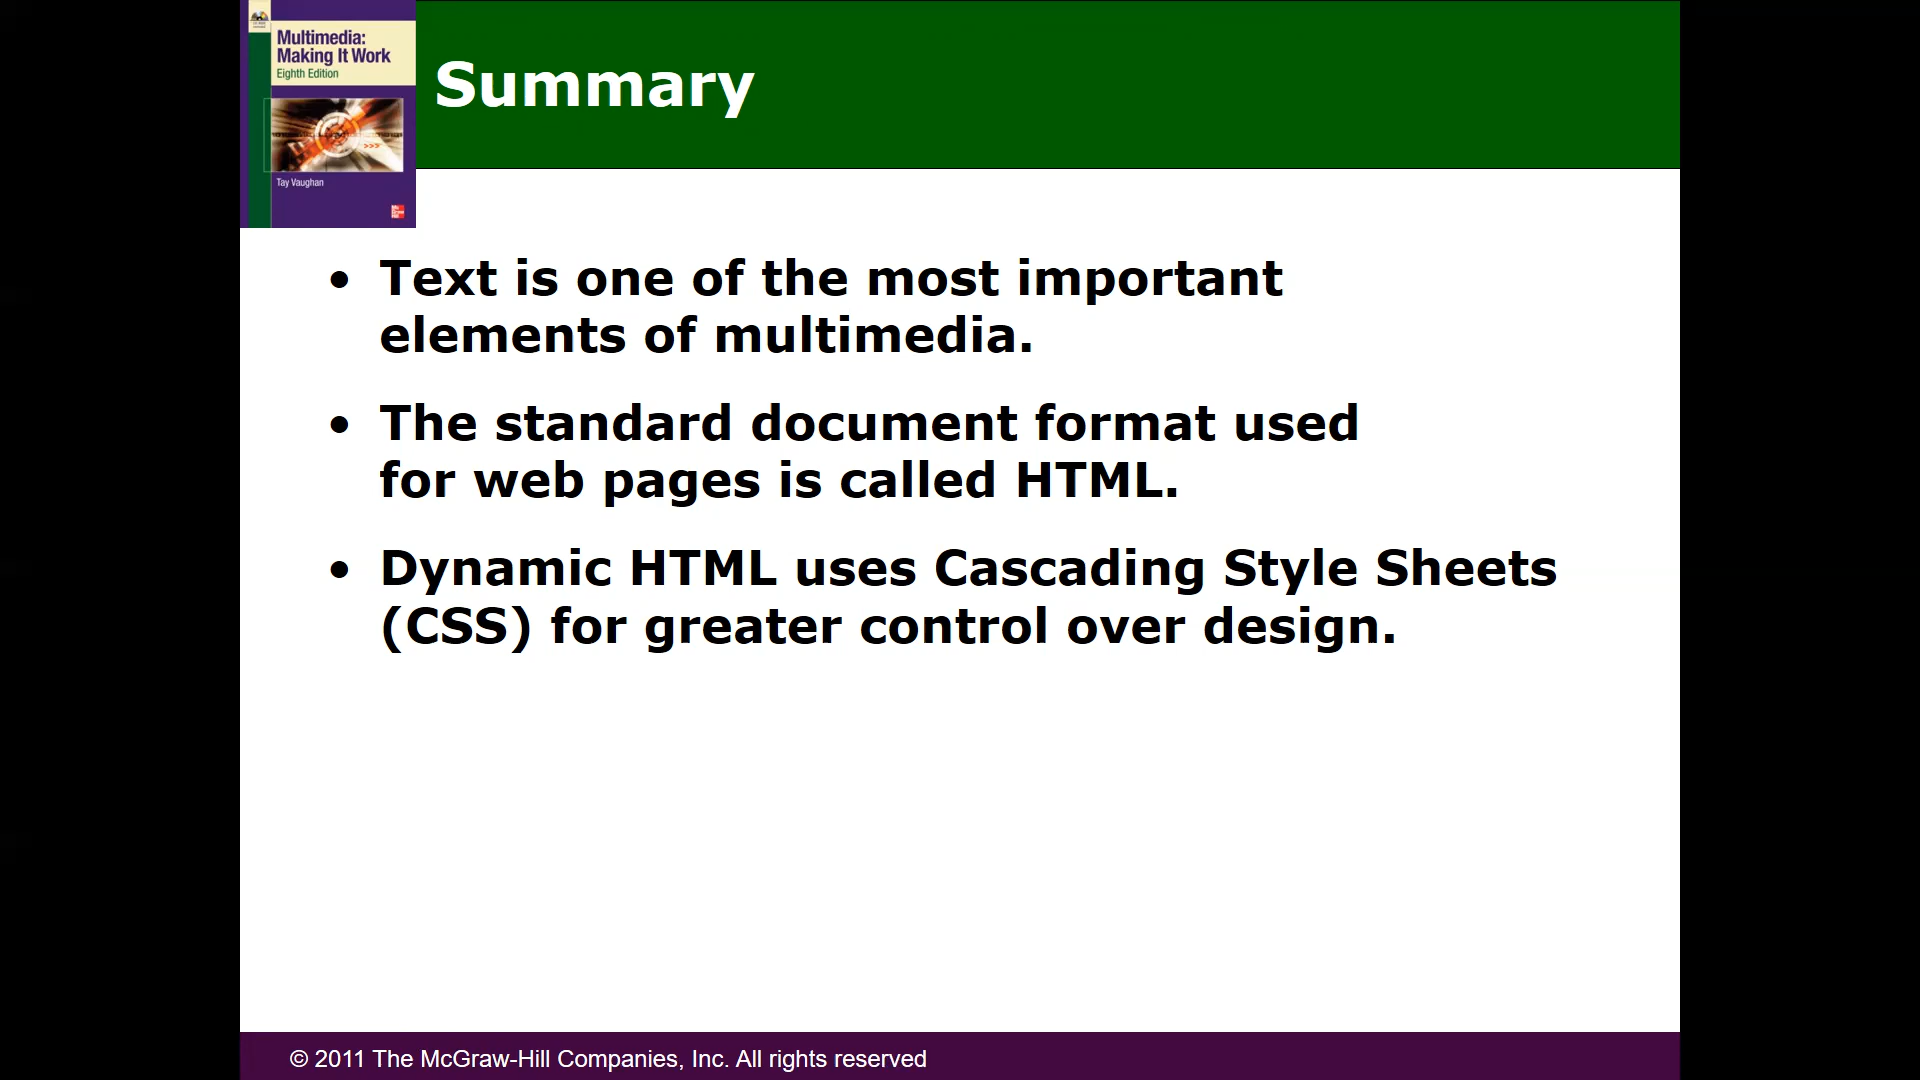 Multimedia:
Making It Work
Eighth Edition
Tay Vaughan
Summary
• Text is one of the most important
elements of multimedia.
• The standard document format used
for web pages is called HTML.
• Dynamic HTML uses Cascading Style Sheets
(CSS) for greater control over design.
© 2011 The McGraw-Hill Companies, Inc. All rights reserved